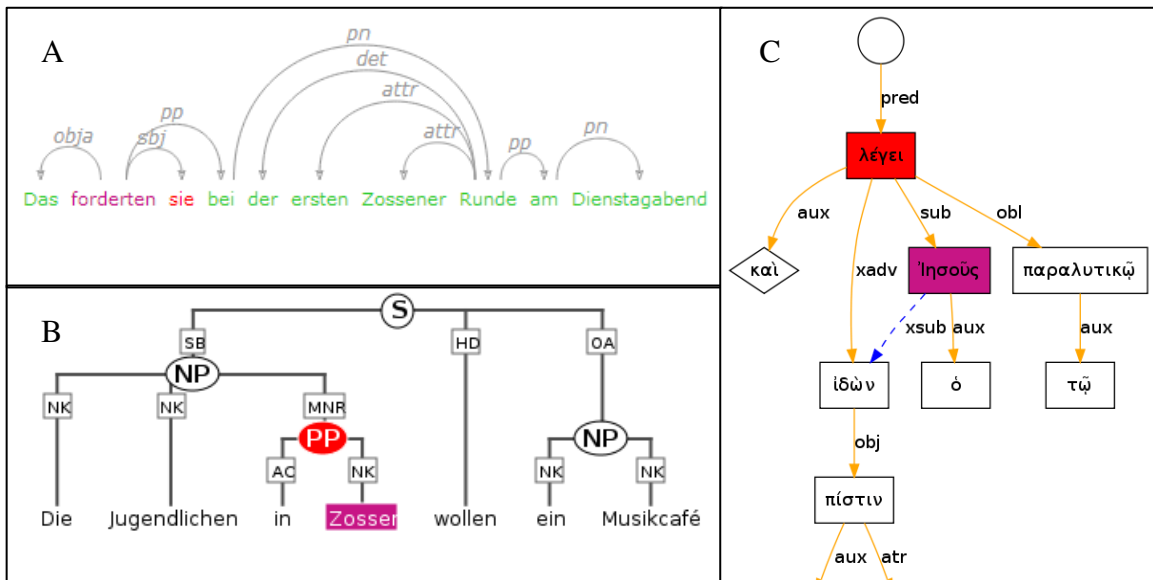 A
pn
det
attr
pp
attr
obja
sbj
pp
pn
Das forderten sie bei der ersten Zossener Runde am Dienstagabend
B
S
SB
HD
OA
NP
NK
NK
MNR
PP
NP
AC
NK
NK
NK
Die Jugendlichen in Zossen wollen ein Musikcafé
C
pred
λέγει
aux
sub
obl
καὶ
xadv
Ἰησοῦς
παραλυτικῷ
xsub
aux
aux
ἰδὼν
ὁ
τῷ
obj
πίστιν
aux
atr